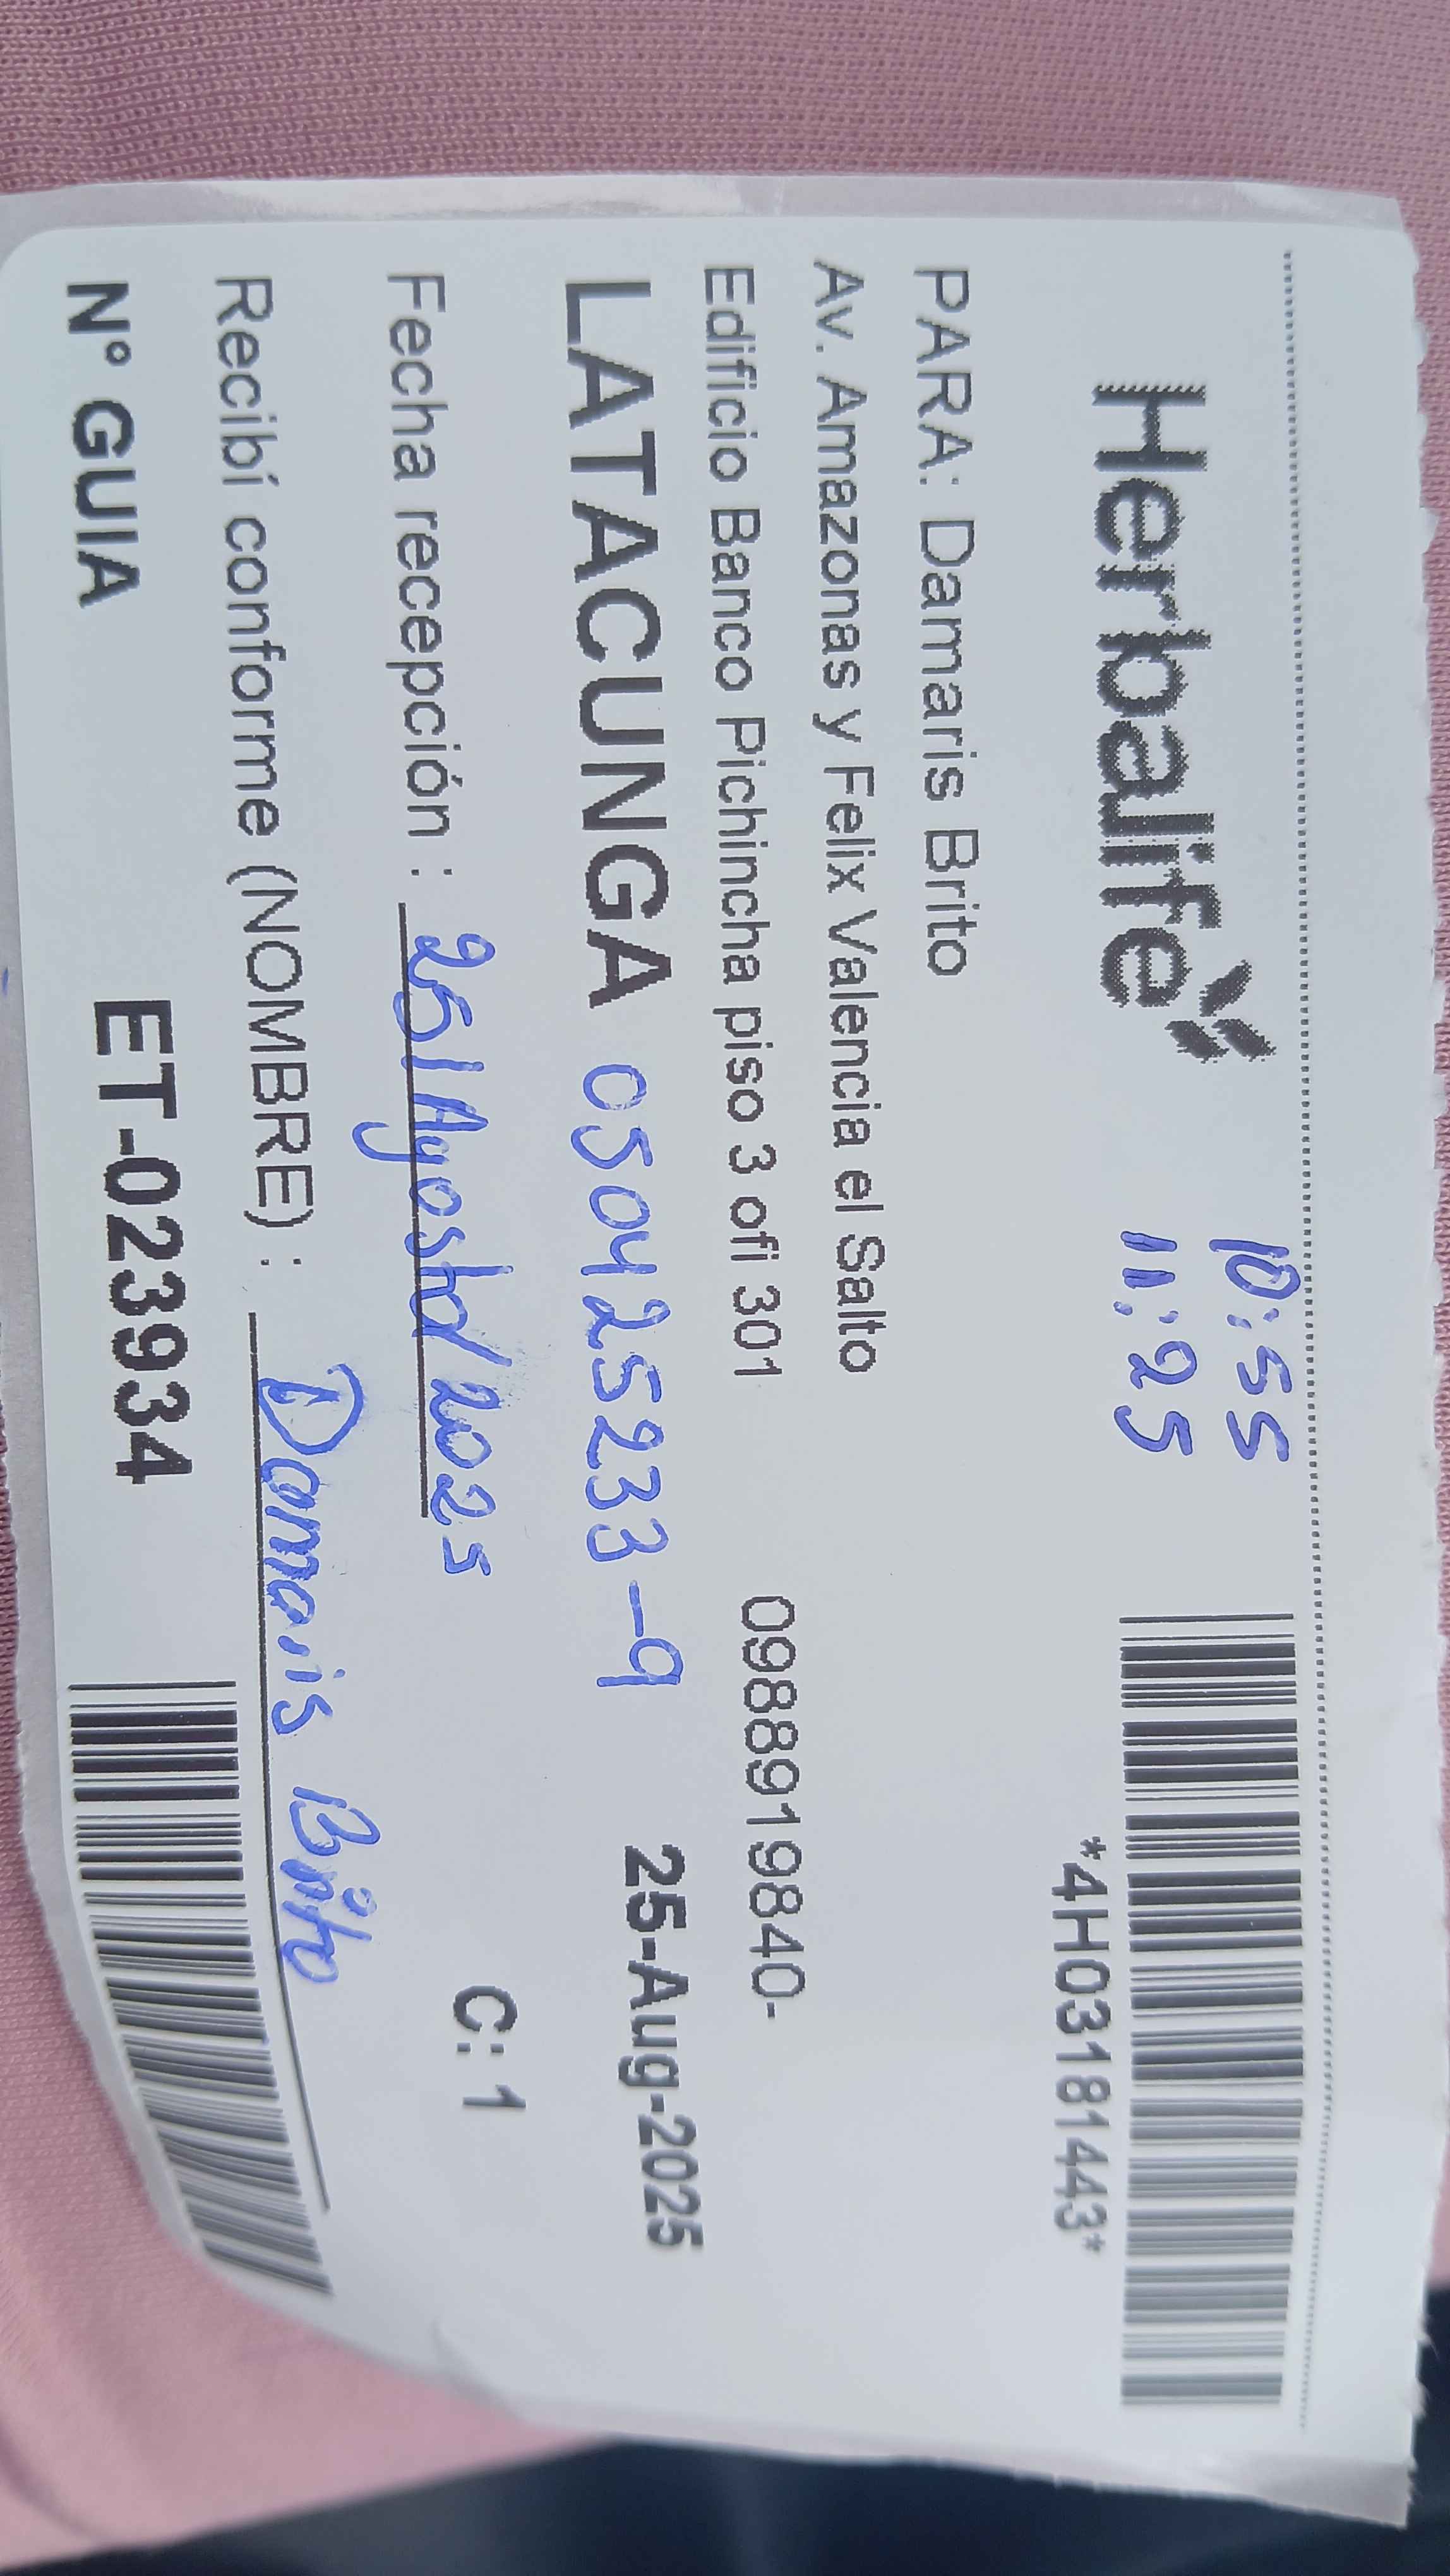 Herbalife
10:55
11:25
*4H03181443*
PARA: Damaris Brito
Av. Amazonas y Felix Valencia el Salto
Edificio Banco Pichincha piso 3 ofi 301 0988919840-
LATACUNGA 050425233-9 25-Aug-2025
Fecha recepción : 25/Agosto/2025 C: 1
Recibí conforme (NOMBRE) : Damaris Brito
N° GUIA ET-023934